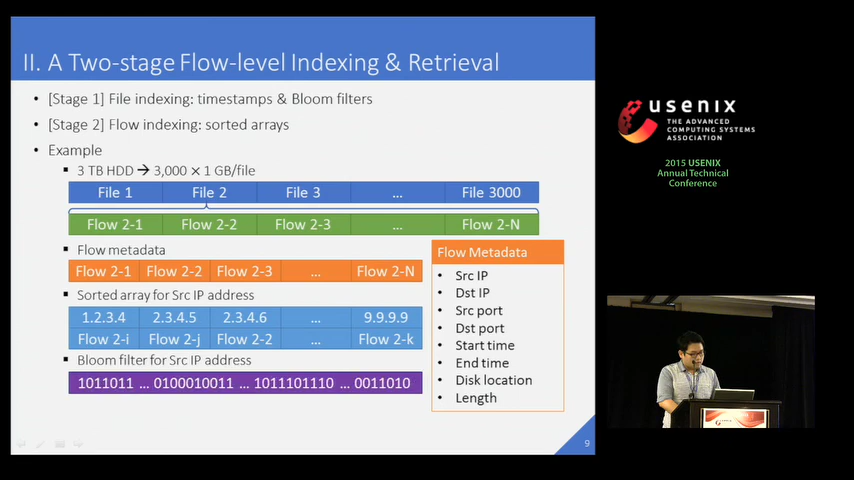 II. A Two-stage Flow-level Indexing & Retrieval
• [Stage 1] File indexing: timestamps & Bloom filters
• [Stage 2] Flow indexing: sorted arrays
• Example
▪ 3 TB HDD → 3,000 × 1 GB/file
File 1 File 2 File 3 ... File 3000
Flow 2-1 Flow 2-2 Flow 2-3 ... Flow 2-N
▪ Flow metadata
Flow 2-1 Flow 2-2 Flow 2-3 ... Flow 2-N
▪ Sorted array for Src IP address
1.2.3.4 2.3.4.5 2.3.4.6 ... 9.9.9.9
Flow 2-i Flow 2-j Flow 2-2 ... Flow 2-k
▪ Bloom filter for Src IP address
1011011 ... 0100010011 ... 1011101110 ... 0011010
Flow Metadata
• Src IP
• Dst IP
• Src port
• Dst port
• Start time
• End time
• Disk location
• Length
9
usenix
THE ADVANCED
COMPUTING SYSTEMS
ASSOCIATION
2015 USENIX
Annual Technical
Conference